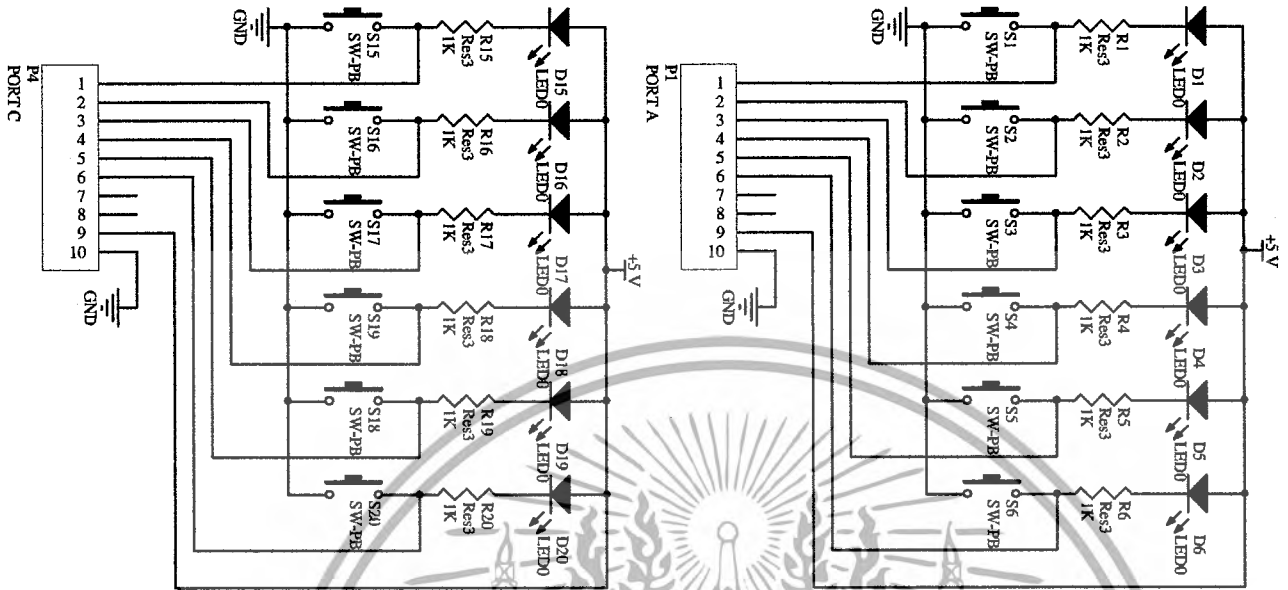 GND
S15
SW-PB
R15
Res3
1K
D15
LED0
S16
SW-PB
R16
Res3
1K
D16
LED0
S17
SW-PB
R17
Res3
1K
D17
LED0
S19
SW-PB
R18
Res3
1K
D18
LED0
S18
SW-PB
R19
Res3
1K
D19
LED0
S20
SW-PB
R20
Res3
1K
D20
LED0
+5 V
P4
PORT C
1
2
3
4
5
6
7
8
9
10
GND
GND
S1
SW-PB
R1
Res3
1K
D1
LED0
S2
SW-PB
R2
Res3
1K
D2
LED0
S3
SW-PB
R3
Res3
1K
D3
LED0
S4
SW-PB
R4
Res3
1K
D4
LED0
S5
SW-PB
R5
Res3
1K
D5
LED0
S6
SW-PB
R6
Res3
1K
D6
LED0
+5 V
P1
PORT A
1
2
3
4
5
6
7
8
9
10
GND